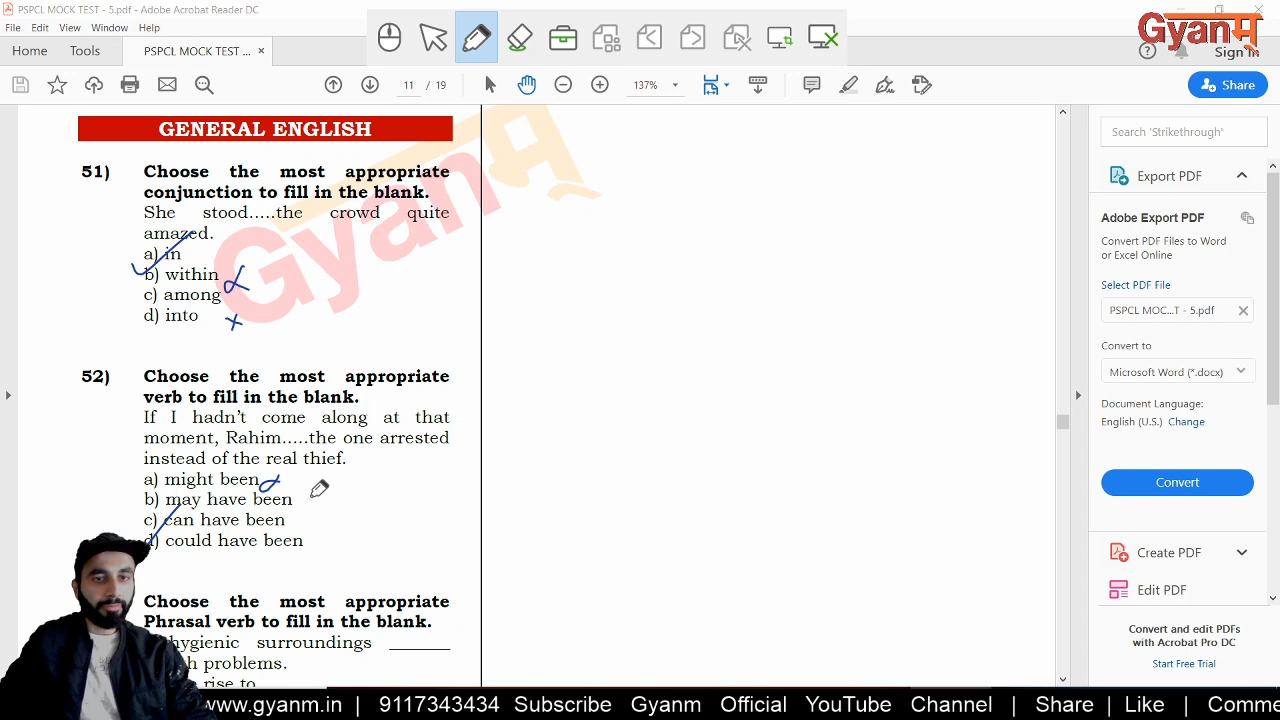 PSPCL MOCK TEST - 5.pdf - Adobe Acrobat Reader DC
File Edit View Window Help
Home Tools PSPCL MOCK TEST ... ×
Gyanम्
Sign In
11 / 19
137%
Share
GENERAL ENGLISH
51) Choose the most appropriate
conjunction to fill in the blank.
She stood.....the crowd quite
amazed.
a) in
b) within
c) among
d) into
52) Choose the most appropriate
verb to fill in the blank.
If I hadn't come along at that
moment, Rahim.....the one arrested
instead of the real thief.
a) might been
b) may have been
c) can have been
d) could have been
Choose the most appropriate
Phrasal verb to fill in the blank.
hygienic surroundings ______
problems.
rise to
Gyanम्
Search 'Strikethrough'
Export PDF
Adobe Export PDF
Convert PDF Files to Word
or Excel Online
Select PDF File
PSPCL MOC...T - 5.pdf
Convert to
Microsoft Word (*.docx)
Document Language:
English (U.S.) Change
Convert
Create PDF
Edit PDF
Convert and edit PDFs
with Acrobat Pro DC
Start Free Trial
www.gyanm.in | 9117343434 Subscribe Gyanm Official YouTube Channel | Share | Like | Comme